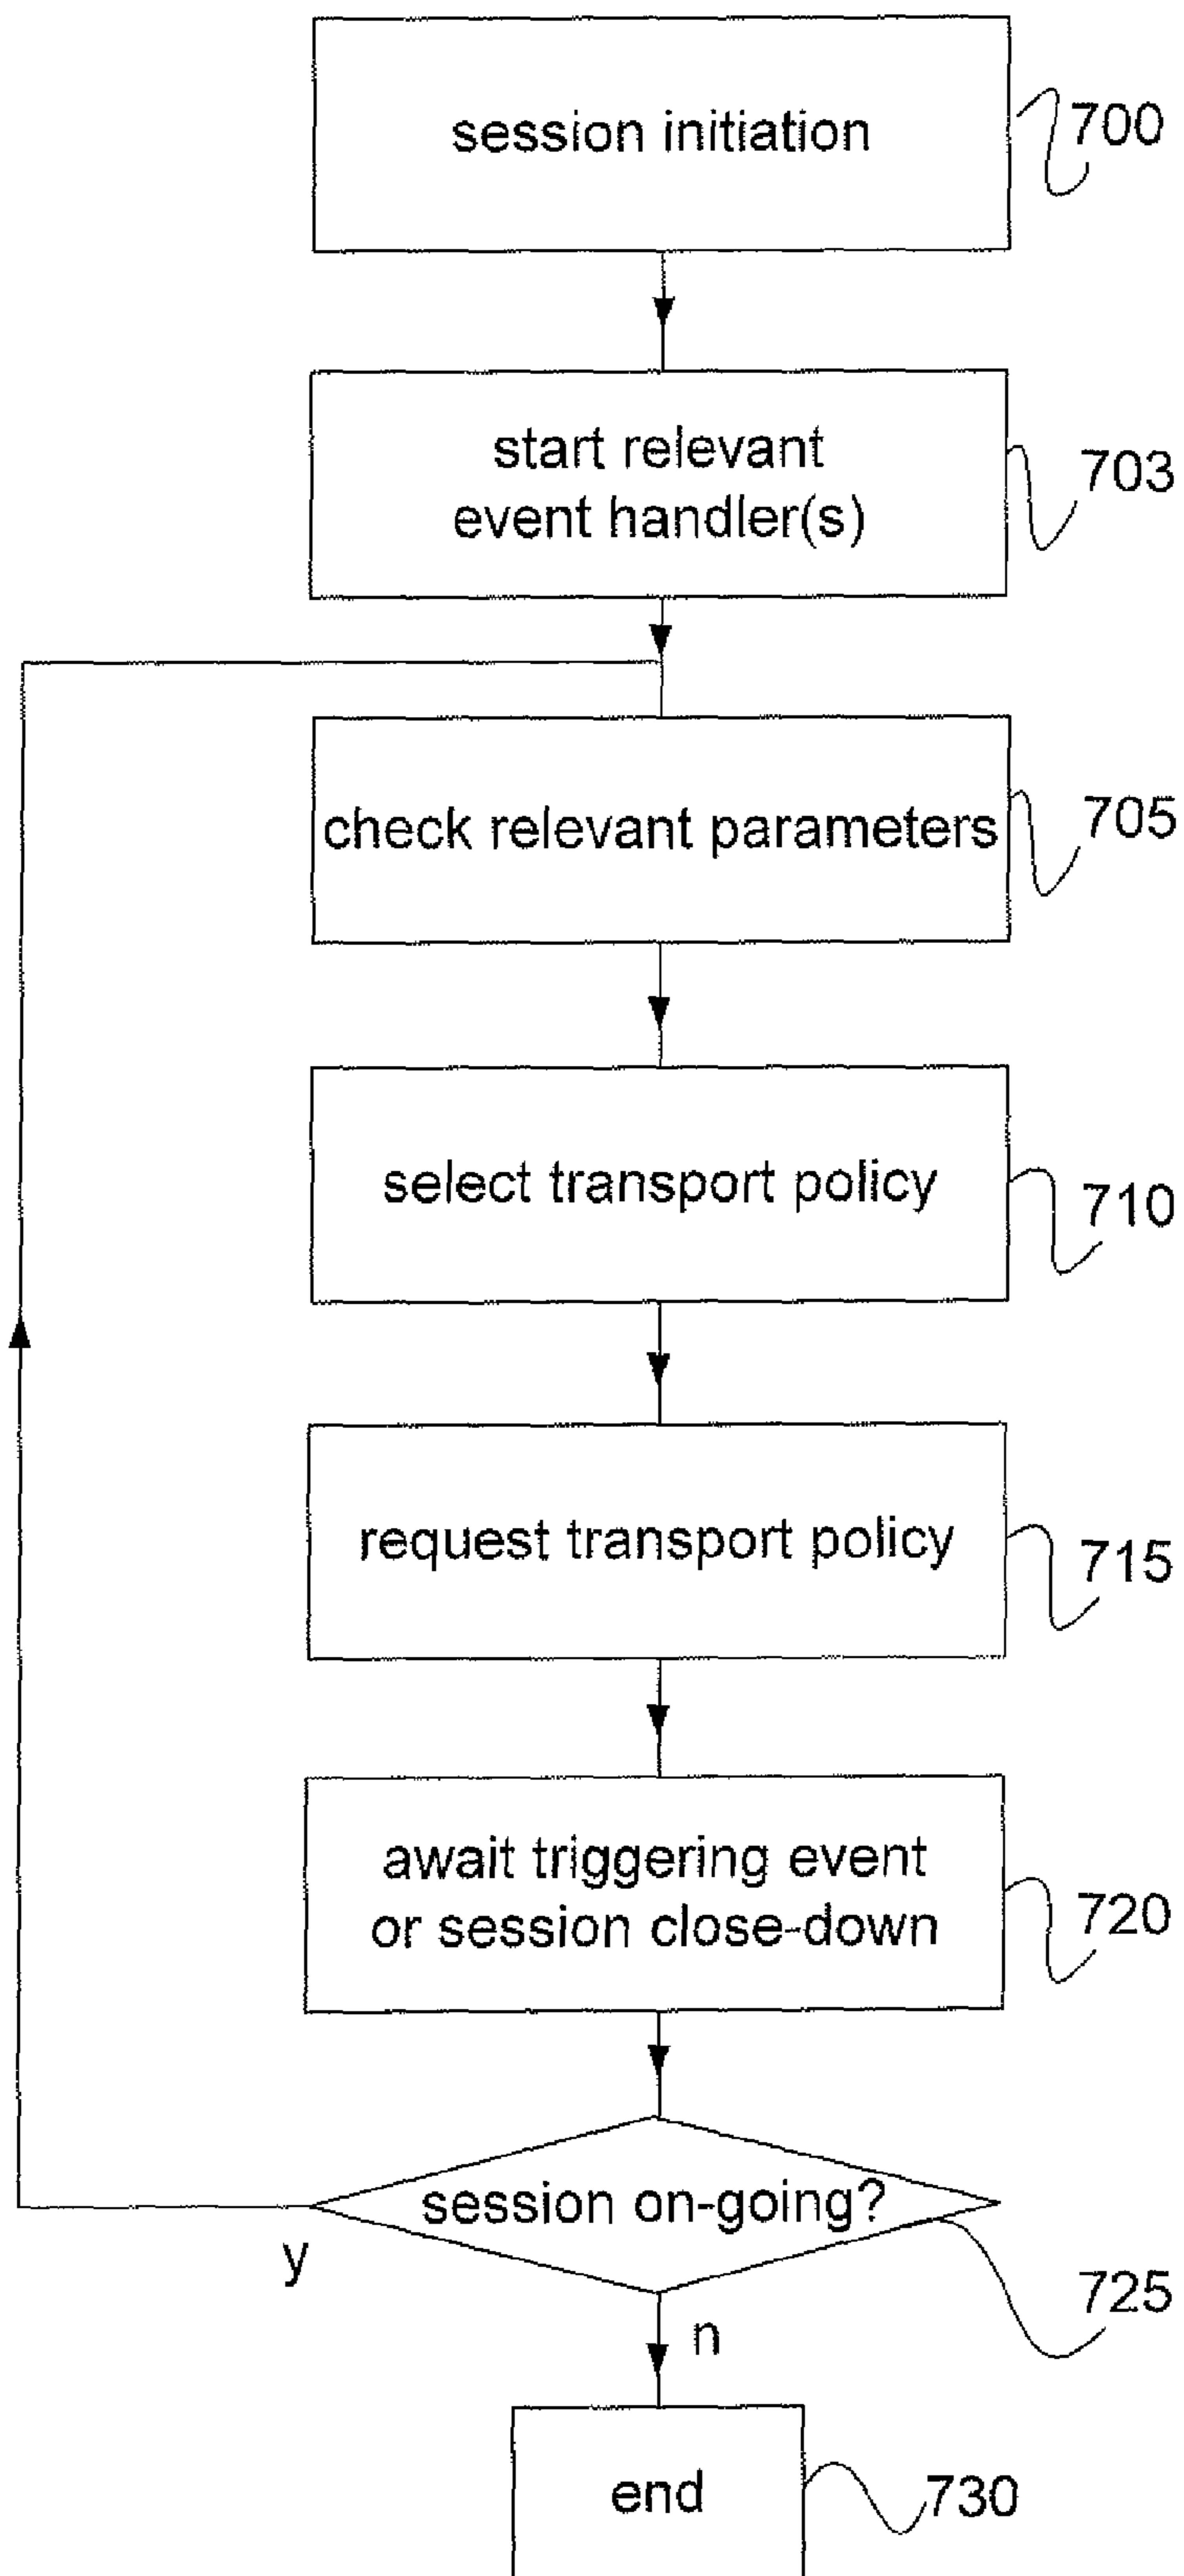 session initiation
700
start relevant
event handler(s)
703
check relevant parameters
705
select transport policy
710
request transport policy
715
await triggering event
or session close-down
720
session on-going?
y
725
n
end
730